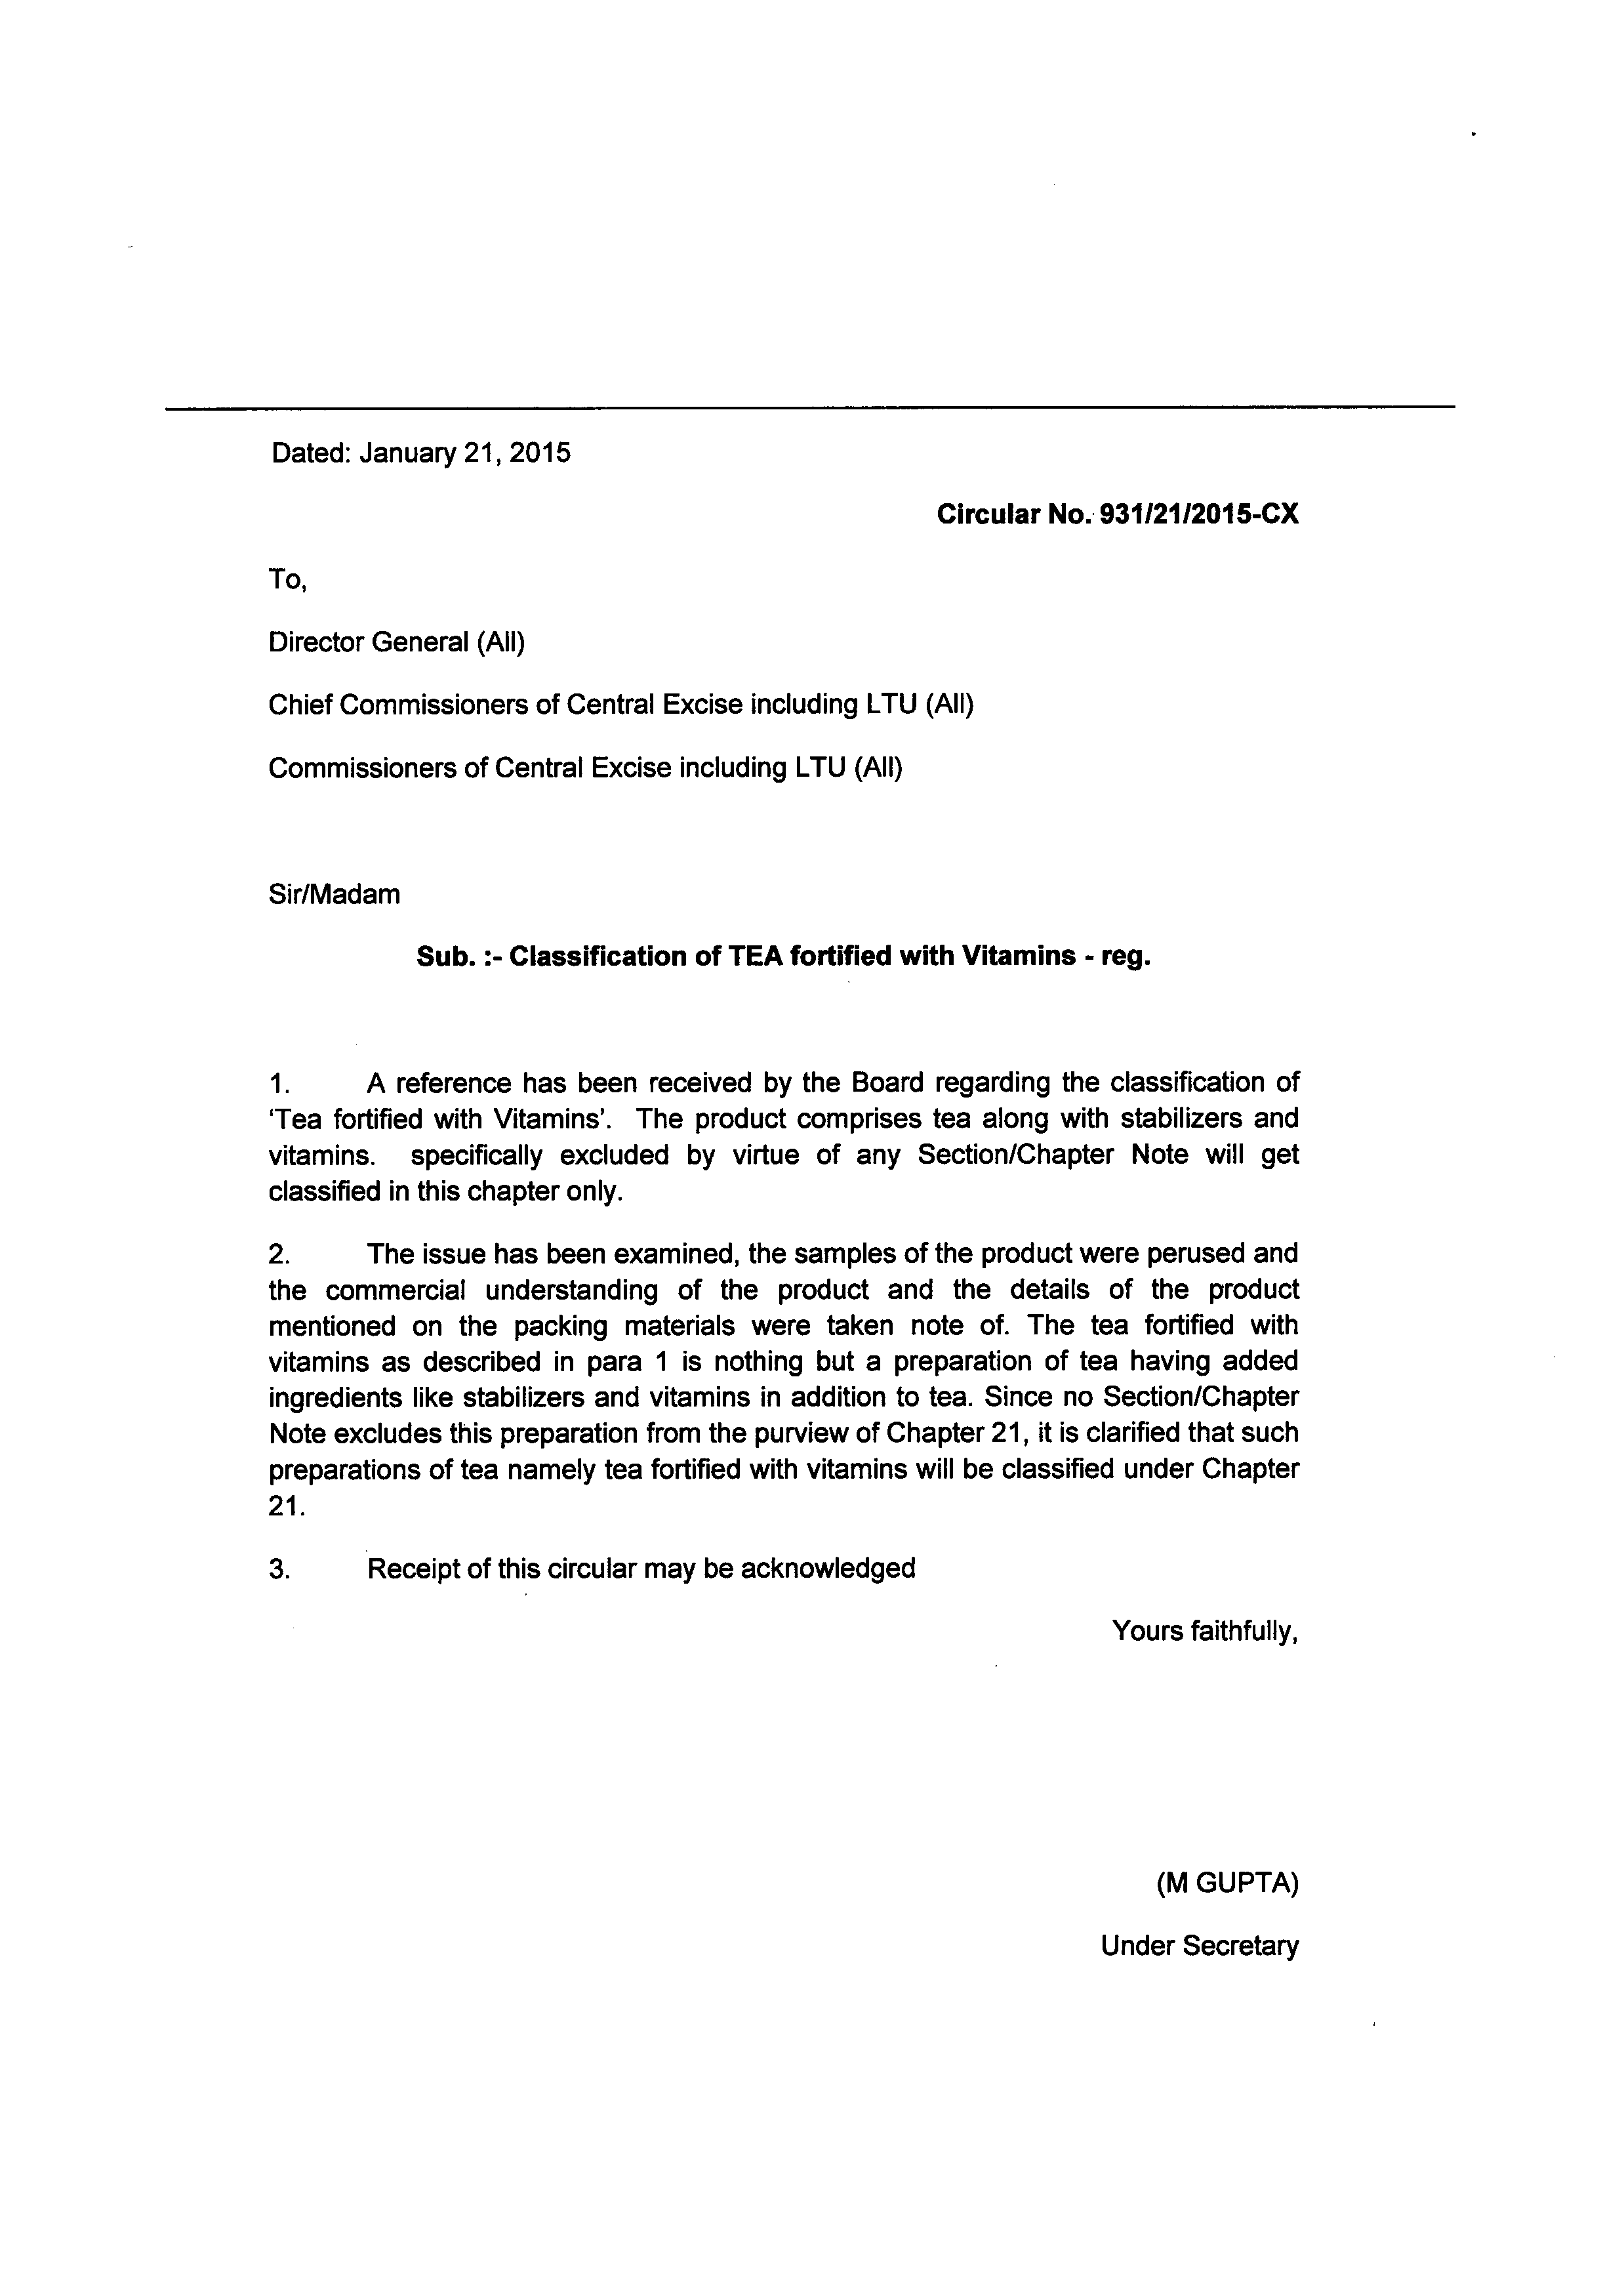 Dated: January 21, 2015
Circular No. 931/21/2015-CX
To,
Director General (All)
Chief Commissioners of Central Excise including LTU (All)
Commissioners of Central Excise including LTU (All)
Sir/Madam
Sub. :- Classification of TEA fortified with Vitamins - reg.
1. A reference has been received by the Board regarding the classification of
‘Tea fortified with Vitamins’. The product comprises tea along with stabilizers and
vitamins. specifically excluded by virtue of any Section/Chapter Note will get
classified in this chapter only.
2. The issue has been examined, the samples of the product were perused and
the commercial understanding of the product and the details of the product
mentioned on the packing materials were taken note of. The tea fortified with
vitamins as described in para 1 is nothing but a preparation of tea having added
ingredients like stabilizers and vitamins in addition to tea. Since no Section/Chapter
Note excludes this preparation from the purview of Chapter 21, it is clarified that such
preparations of tea namely tea fortified with vitamins will be classified under Chapter
21.
3. Receipt of this circular may be acknowledged
Yours faithfully,
(M GUPTA)
Under Secretary